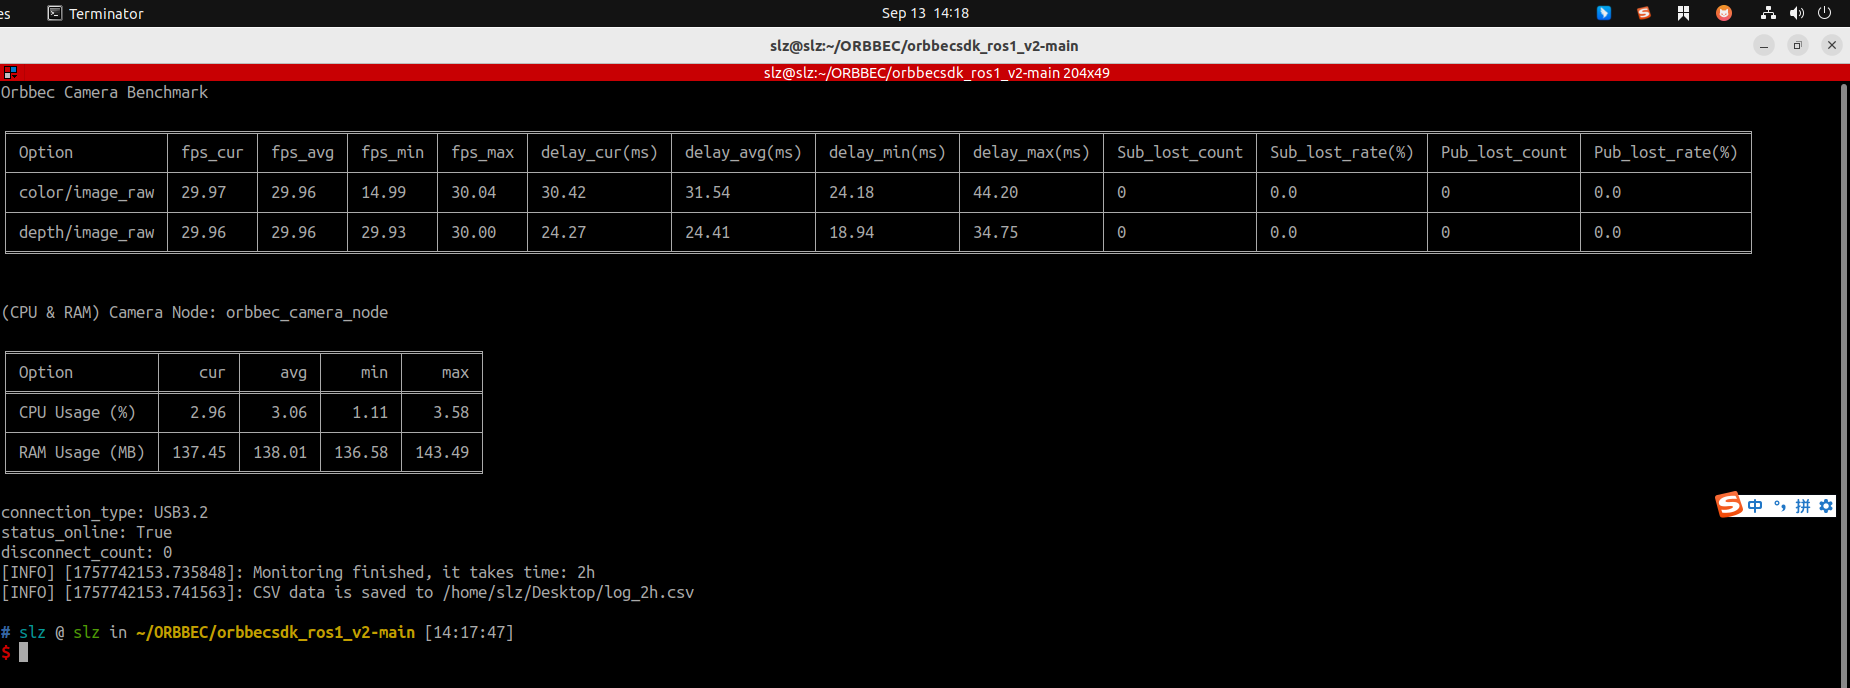 es Terminator Sep 13 14:18
slz@slz:~/ORBBEC/orbbecsdk_ros1_v2-main
slz@slz:~/ORBBEC/orbbecsdk_ros1_v2-main 204x49
Orbbec Camera Benchmark
Option fps_cur fps_avg fps_min fps_max delay_cur(ms) delay_avg(ms) delay_min(ms) delay_max(ms) Sub_lost_count Sub_lost_rate(%) Pub_lost_count Pub_lost_rate(%)
color/image_raw 29.97 29.96 14.99 30.04 30.42 31.54 24.18 44.20 0 0.0 0 0.0
depth/image_raw 29.96 29.96 29.93 30.00 24.27 24.41 18.94 34.75 0 0.0 0 0.0
(CPU & RAM) Camera Node: orbbec_camera_node
Option cur avg min max
CPU Usage (%) 2.96 3.06 1.11 3.58
RAM Usage (MB) 137.45 138.01 136.58 143.49
S 中 °, 拼
connection_type: USB3.2
status_online: True
disconnect_count: 0
[INFO] [1757742153.735848]: Monitoring finished, it takes time: 2h
[INFO] [1757742153.741563]: CSV data is saved to /home/slz/Desktop/log_2h.csv
# slz @ slz in ~/ORBBEC/orbbecsdk_ros1_v2-main [14:17:47]
$